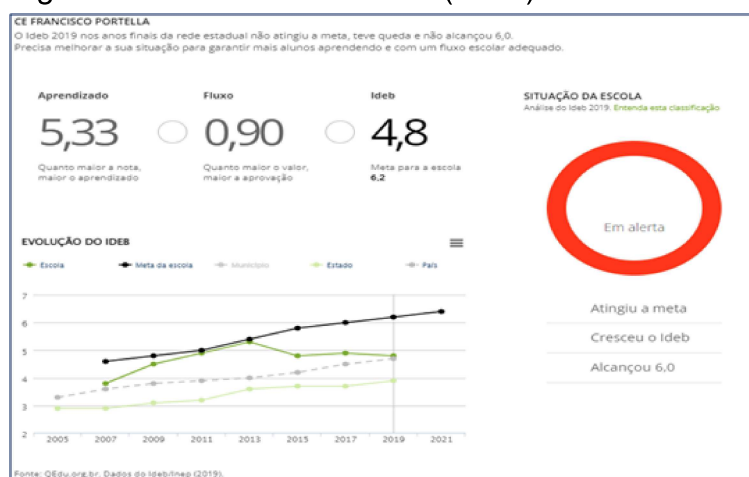 CE FRANCISCO PORTELLA
O Ideb 2019 nos anos finais da rede estadual não atingiu a meta, teve queda e não alcançou 6,0.
Precisa melhorar a sua situação para garantir mais alunos aprendendo e com um fluxo escolar adequado.
Aprendizado Fluxo Ideb
5,33 0,90 4,8
Quanto maior a nota, Quanto maior o valor, Meta para a escola
maior o aprendizado maior a aprovação 6,2
SITUAÇÃO DA ESCOLA
Análise do Ideb 2019. Entenda esta classificação
Em alerta
Atingiu a meta
Cresceu o Ideb
Alcançou 6.0
EVOLUÇÃO DO IDEB
Escola Meta da escola Município Estado País
7
6
5
4
3
2
2005 2007 2009 2011 2013 2015 2017 2019 2021
Fonte: QEdu.org.br. Dados do Ideb/Inep (2019).